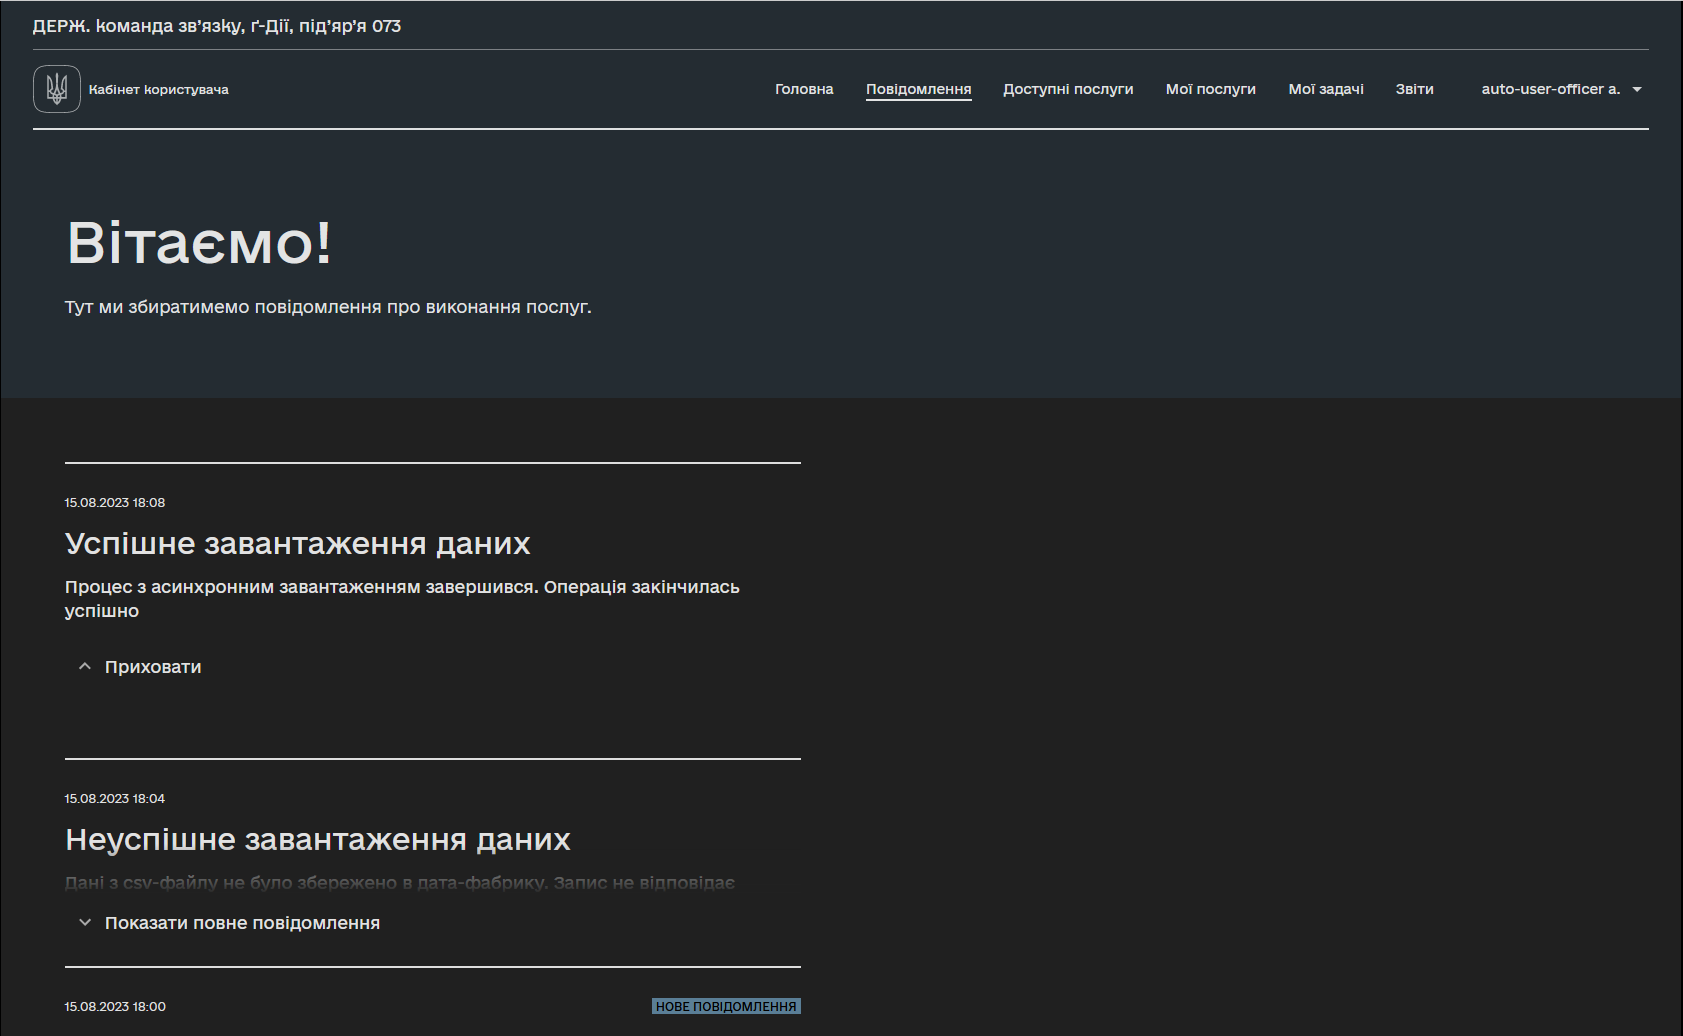 ДЕРЖ. команда зв’язку, ґ-Дії, під’яр’я 073
Кабінет користувача
Головна
Повідомлення
Доступні послуги
Мої послуги
Мої задачі
Звіти
auto-user-officer a.
Вітаємо!
Тут ми збиратимемо повідомлення про виконання послуг.
15.08.2023 18:08
Успішне завантаження даних
Процес з асинхронним завантаженням завершився. Операція закінчилась
успішно
Приховати
15.08.2023 18:04
Неуспішне завантаження даних
Дані з csv-файлу не було збережено в дата-фабрику. Запис не відповідає
Показати повне повідомлення
15.08.2023 18:00
НОВЕ ПОВІДОМЛЕННЯ